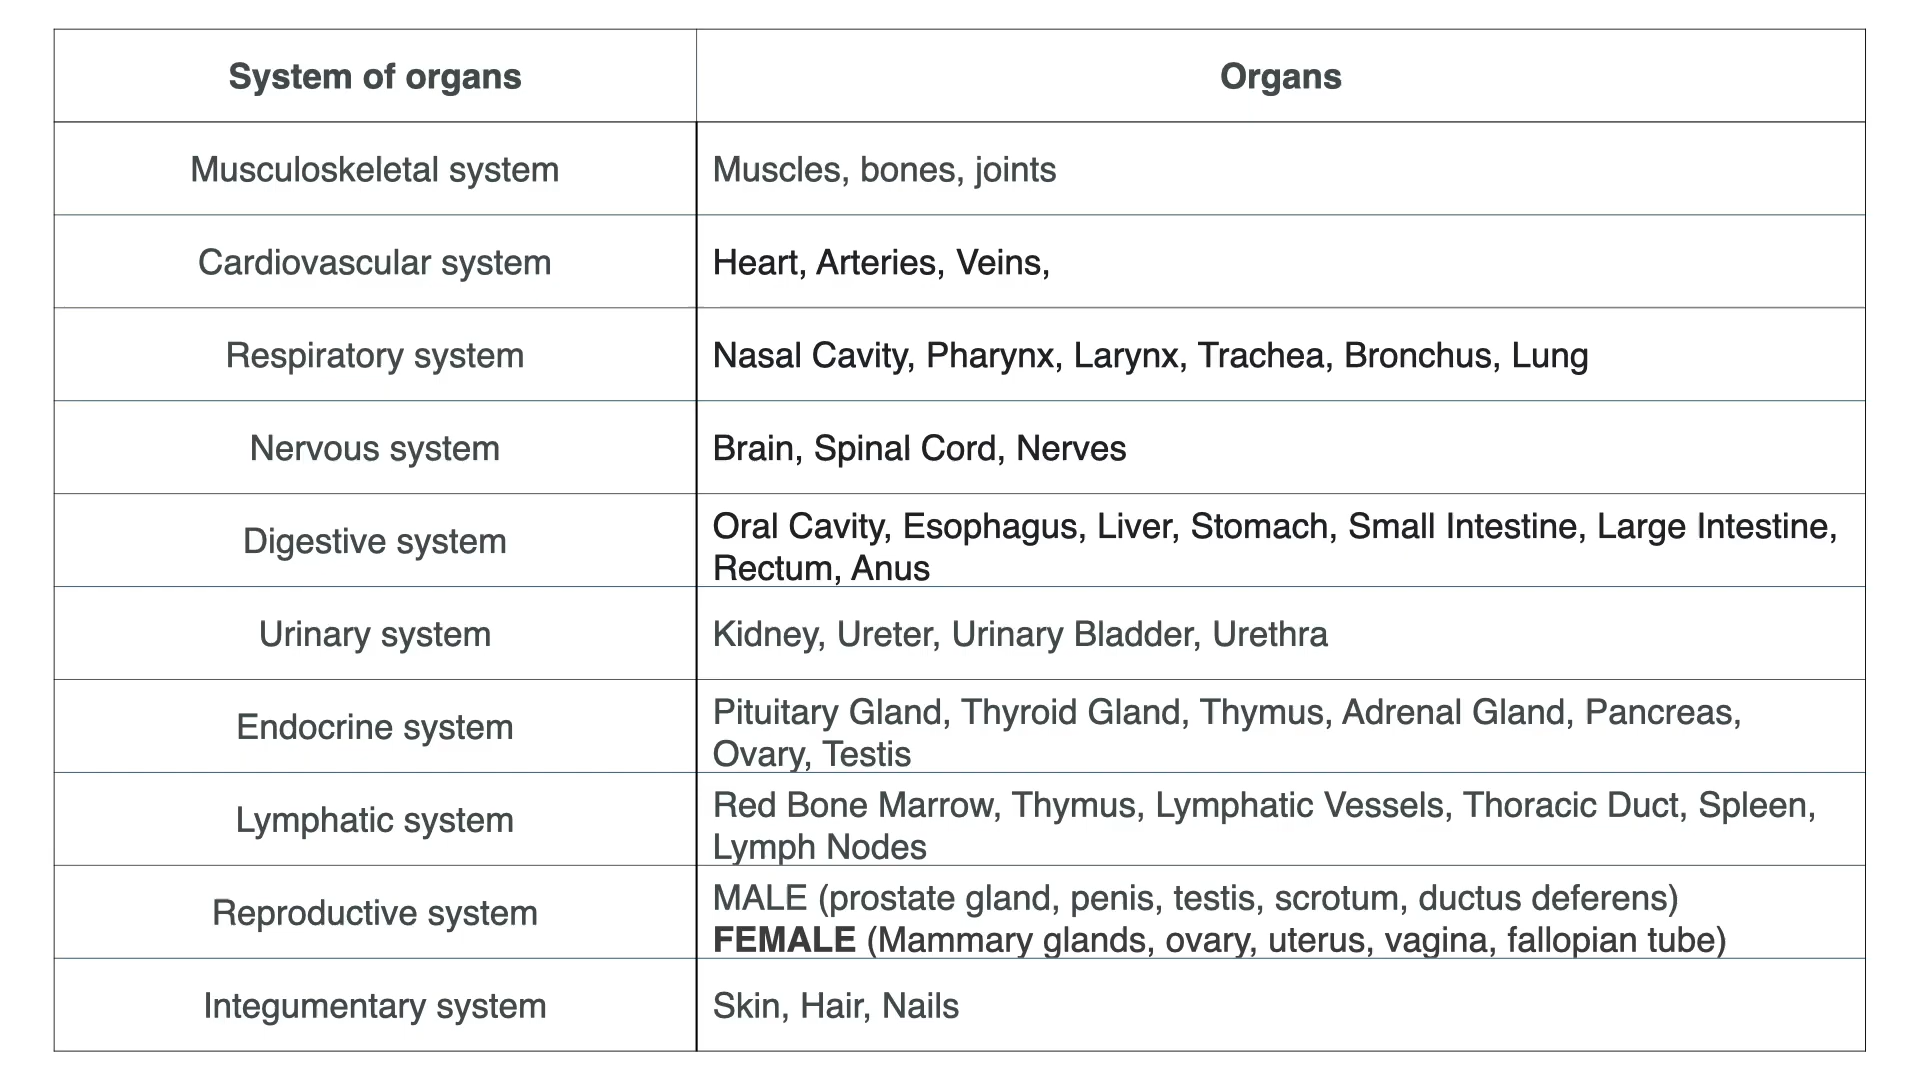 System of organs
Organs
Musculoskeletal system
Muscles, bones, joints
Cardiovascular system
Heart, Arteries, Veins,
Respiratory system
Nasal Cavity, Pharynx, Larynx, Trachea, Bronchus, Lung
Nervous system
Brain, Spinal Cord, Nerves
Digestive system
Oral Cavity, Esophagus, Liver, Stomach, Small Intestine, Large Intestine,
Rectum, Anus
Urinary system
Kidney, Ureter, Urinary Bladder, Urethra
Endocrine system
Pituitary Gland, Thyroid Gland, Thymus, Adrenal Gland, Pancreas,
Ovary, Testis
Lymphatic system
Red Bone Marrow, Thymus, Lymphatic Vessels, Thoracic Duct, Spleen,
Lymph Nodes
Reproductive system
MALE (prostate gland, penis, testis, scrotum, ductus deferens)
FEMALE (Mammary glands, ovary, uterus, vagina, fallopian tube)
Integumentary system
Skin, Hair, Nails